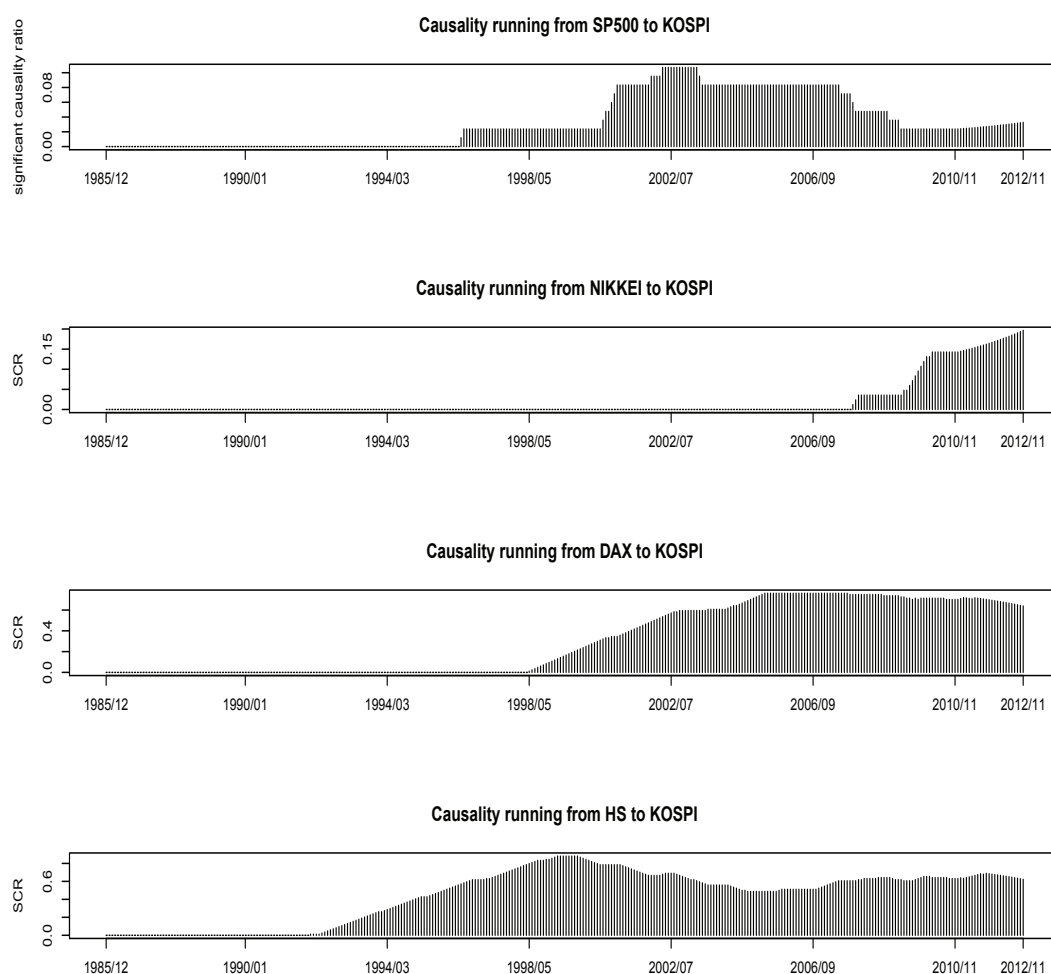 Causality running from SP500 to KOSPI
significant causality ratio
0.08
0.00
1985/12 1990/01 1994/03 1998/05 2002/07 2006/09 2010/11 2012/11
Causality running from NIKKEI to KOSPI
SCR
0.15
0.00
1985/12 1990/01 1994/03 1998/05 2002/07 2006/09 2010/11 2012/11
Causality running from DAX to KOSPI
SCR
0.4
0.0
1985/12 1990/01 1994/03 1998/05 2002/07 2006/09 2010/11 2012/11
Causality running from HS to KOSPI
SCR
0.6
0.0
1985/12 1990/01 1994/03 1998/05 2002/07 2006/09 2010/11 2012/11